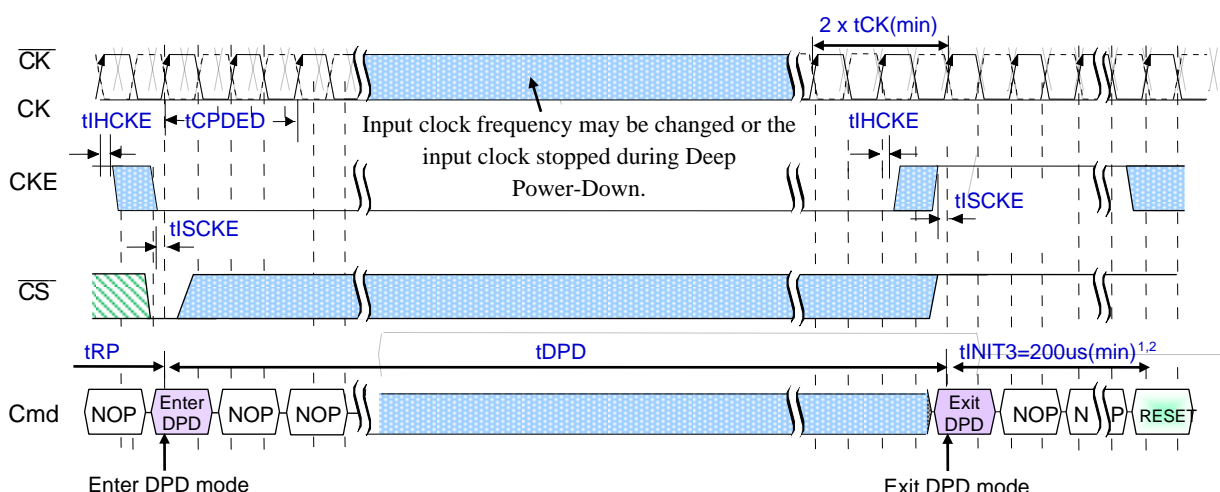 2 x tCK(min)
CK
CK
tIHCKE
tCPDED
Input clock frequency may be changed or the
input clock stopped during Deep
Power-Down.
tIHCKE
CKE
tISCKE
tISCKE
CS
tRP
tDPD
tINIT3=200us(min)1,2
Cmd
NOP
Enter
DPD
NOP
NOP
Exit
DPD
NOP
N
P
RESET
Enter DPD mode
Exit DPD mode